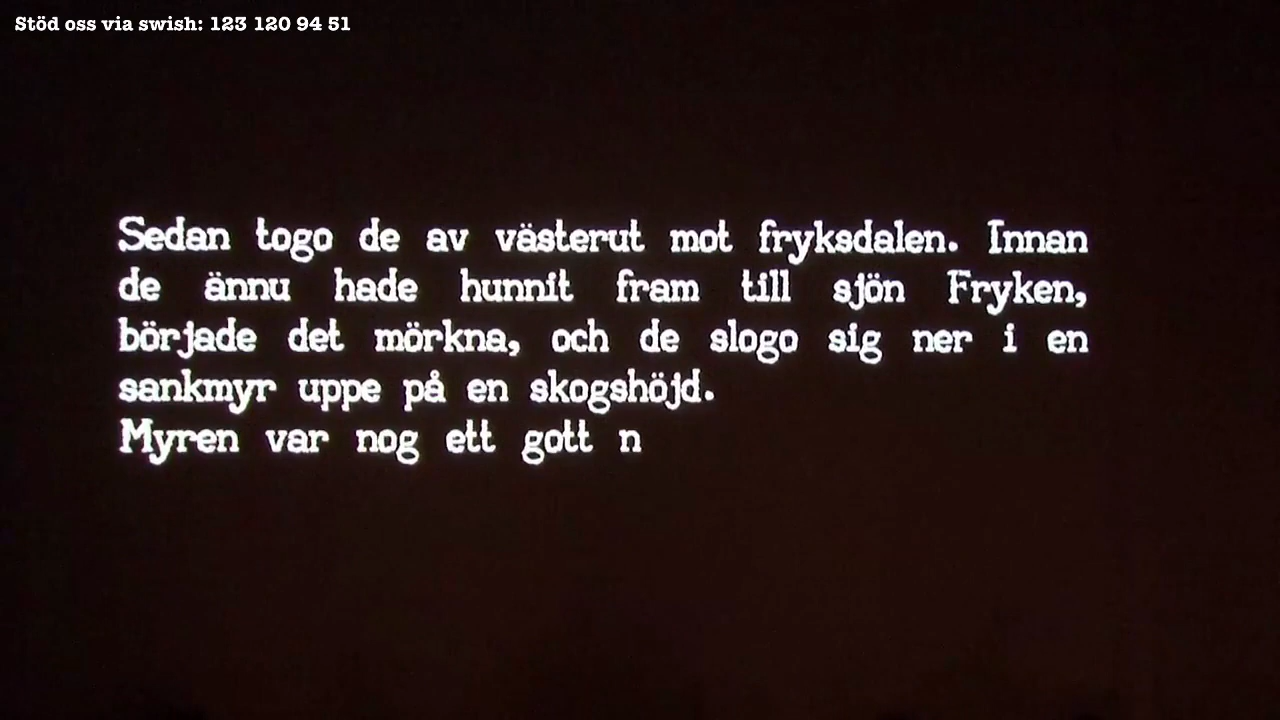 Stöd oss via swish: 123 120 94 51
Sedan togo de av västerut mot fryksdalen. Innan
de ännu hade hunnit fram till sjön Fryken,
började det mörkna, och de slogo sig ner i en
sankmyr uppe på en skogshöjd.
Myren var nog ett gott n